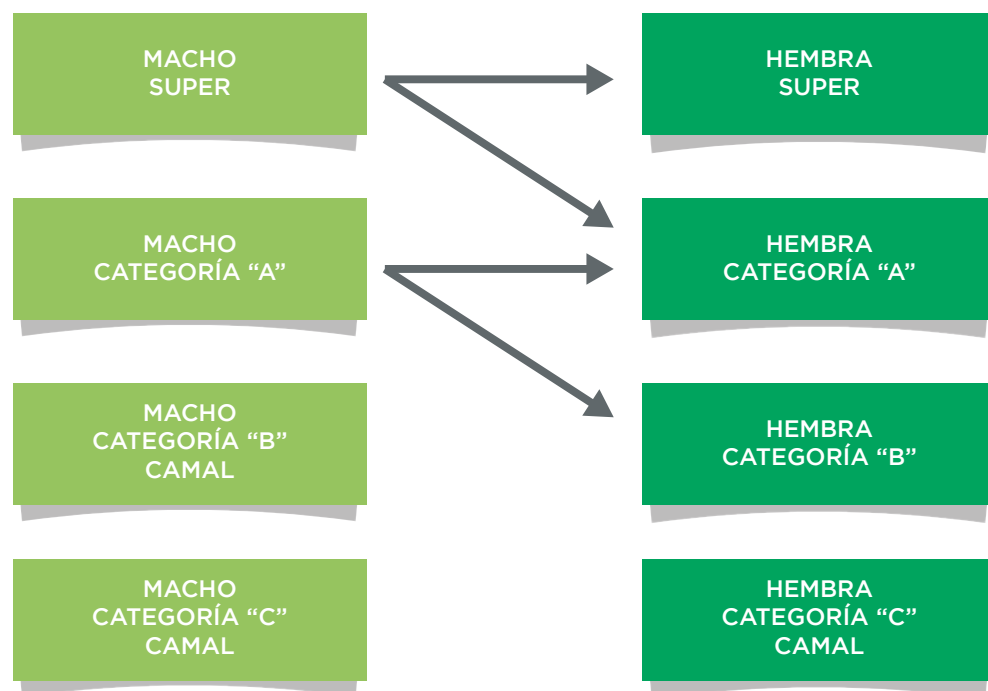 MACHO
SUPER
HEMBRA
SUPER
MACHO
CATEGORÍA “A”
HEMBRA
CATEGORÍA “A”
MACHO
CATEGORÍA “B”
CAMAL
HEMBRA
CATEGORÍA “B”
MACHO
CATEGORÍA “C”
CAMAL
HEMBRA
CATEGORÍA “C”
CAMAL